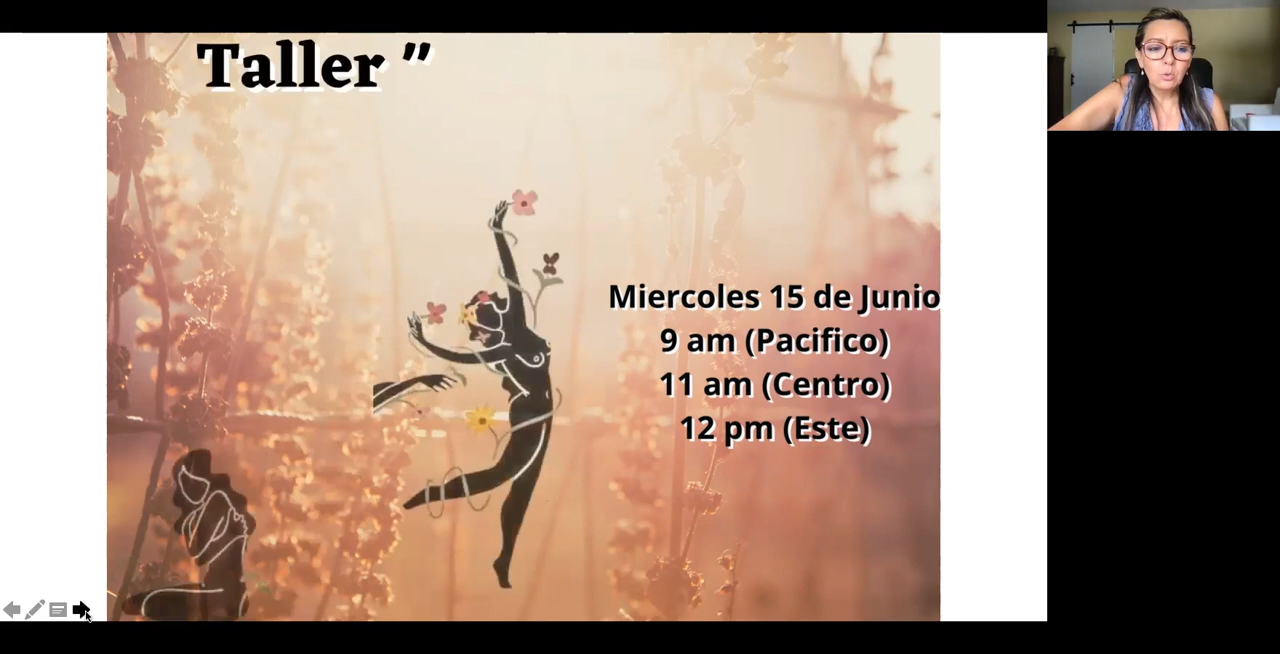 Taller "
Miercoles 15 de Junio
9 am (Pacifico)
11 am (Centro)
12 pm (Este)